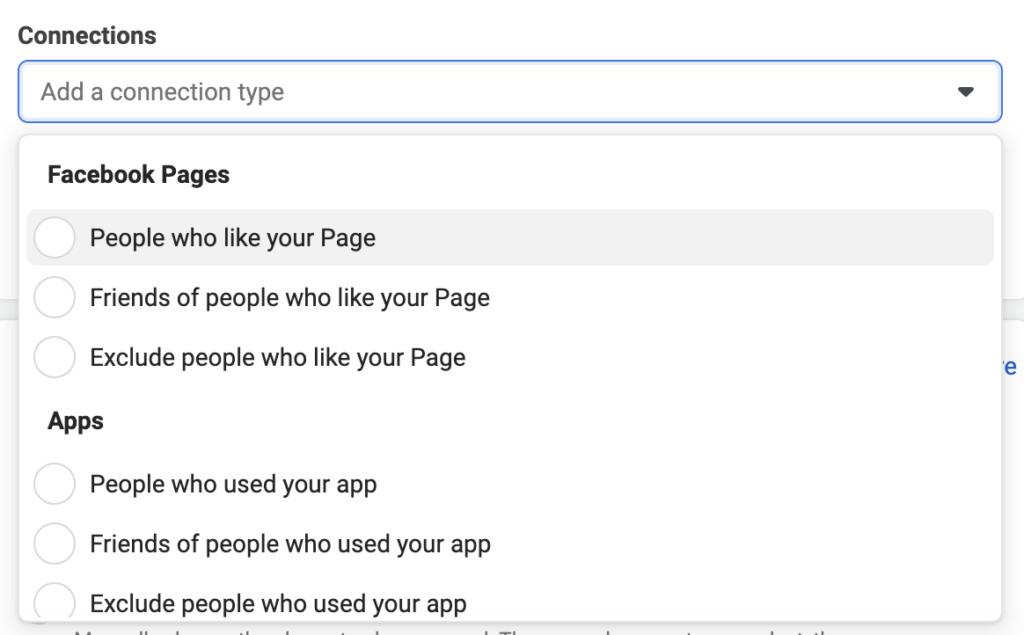 Connections
Add a connection type
Facebook Pages
People who like your Page
Friends of people who like your Page
Exclude people who like your Page
Apps
People who used your app
Friends of people who used your app
Exclude people who used your app